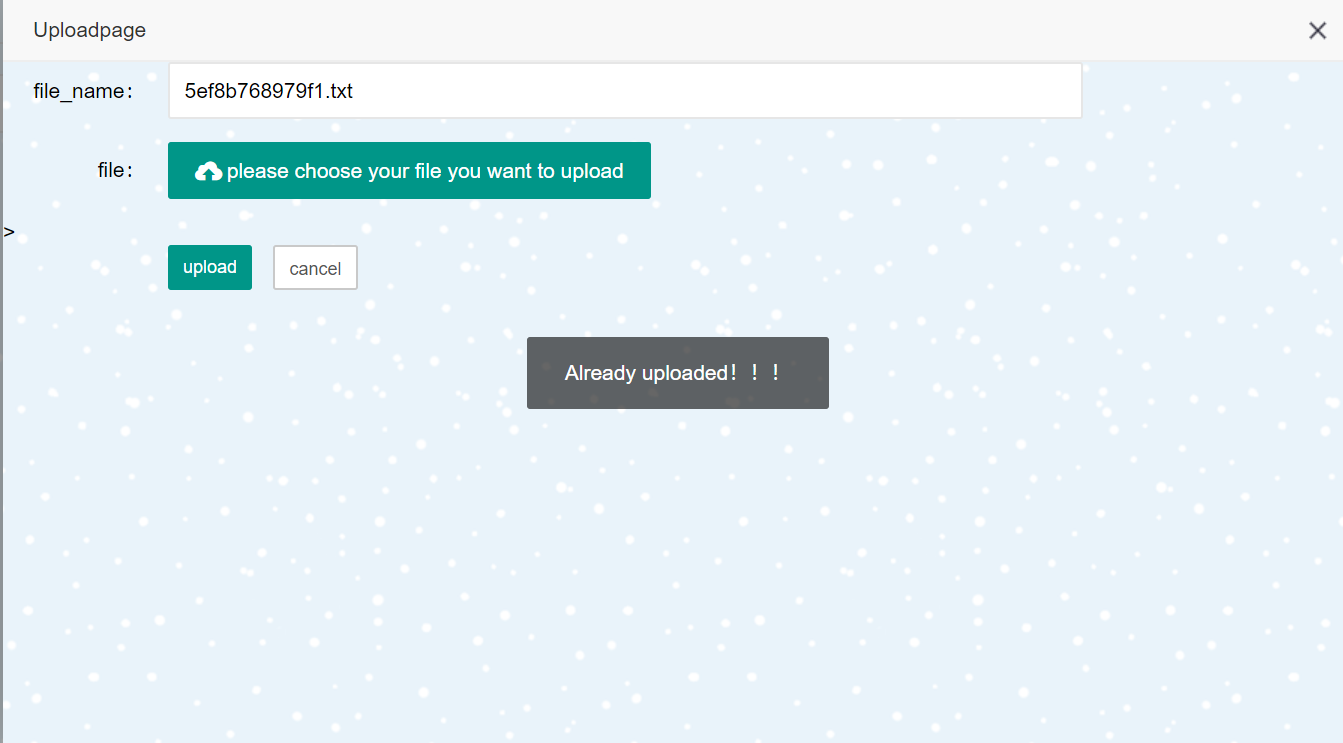 Uploadpage
file_name：
5ef8b768979f1.txt
file：
please choose your file you want to upload
>
upload
cancel
Already uploaded！！！